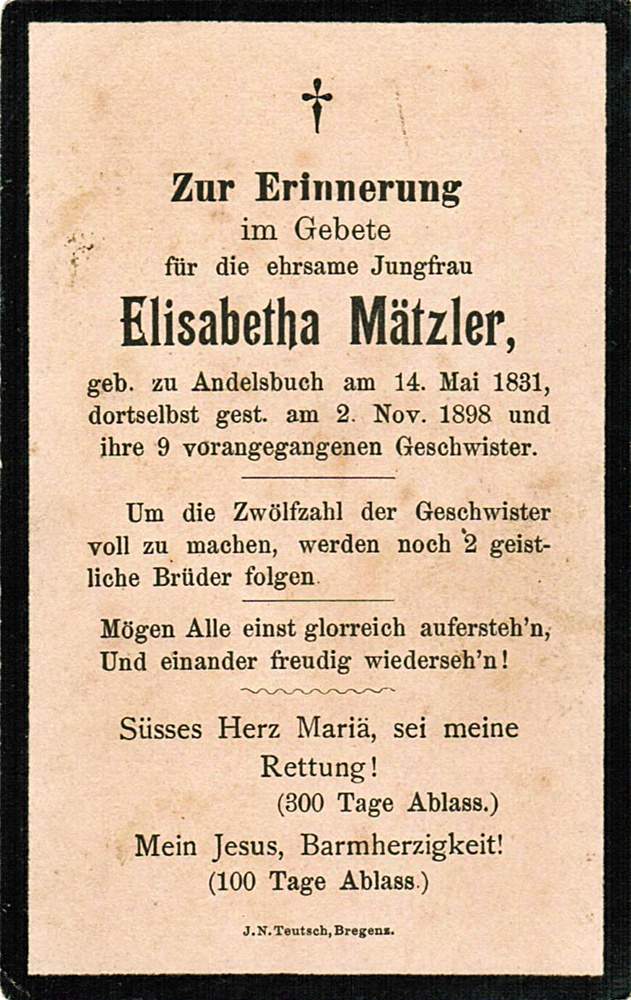 Zur Erinnerung
im Gebete
für die ehrsame Jungfrau
Elisabetha Mätzler,
geb. zu Andelsbuch am 14. Mai 1831,
dortselbst gest. am 2. Nov. 1898 und
ihre 9 vorangegangenen Geschwister.
Um die Zwölfzahl der Geschwister
voll zu machen, werden noch 2 geist-
liche Brüder folgen.
Mögen Alle einst glorreich aufersteh'n,
Und einander freudig wiederseh'n!
Süsses Herz Mariä, sei meine
Rettung!
(300 Tage Ablass.)
Mein Jesus, Barmherzigkeit!
(100 Tage Ablass.)
J. N. Teutsch, Bregenz.